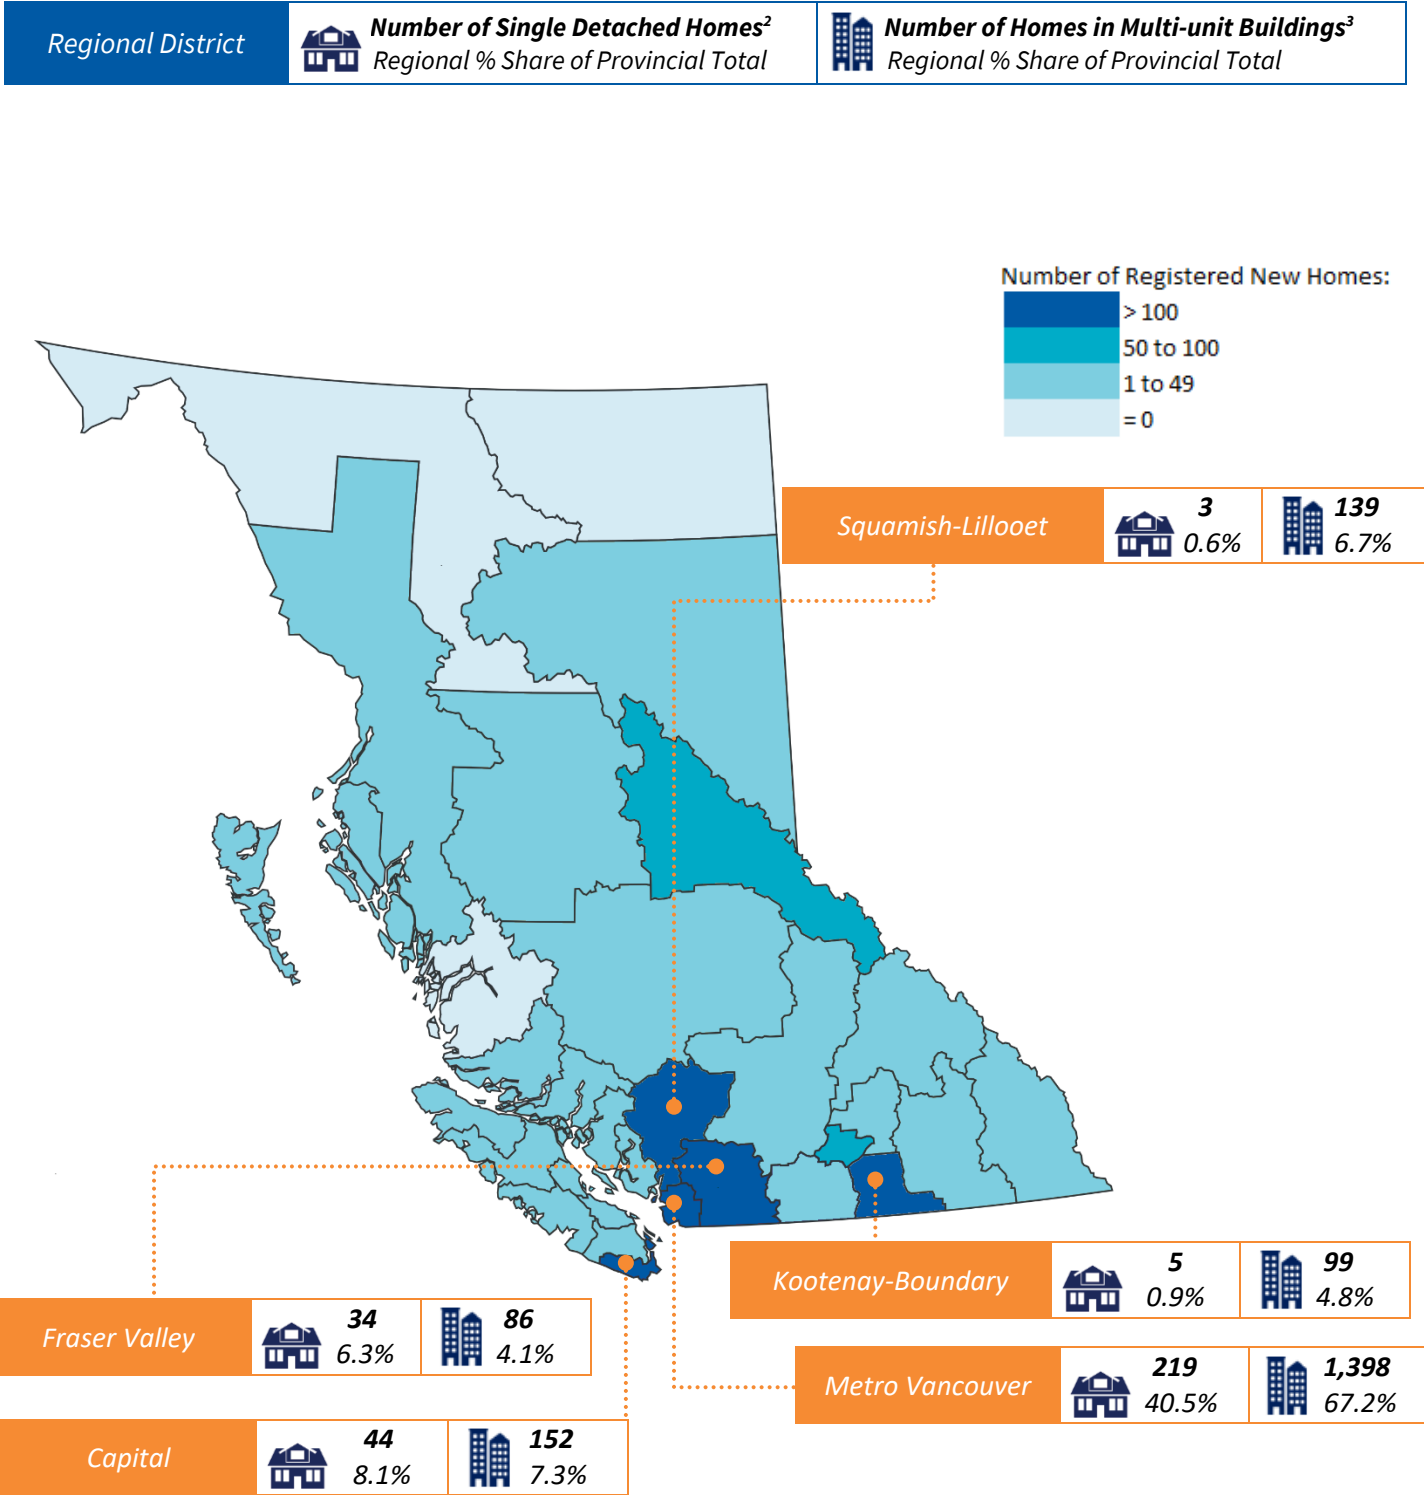 Regional District
Number of Single Detached Homes²
Regional % Share of Provincial Total
Number of Homes in Multi-unit Buildings³
Regional % Share of Provincial Total
Number of Registered New Homes:
> 100
50 to 100
1 to 49
= 0
Squamish-Lillooet
3
0.6%
139
6.7%
Kootenay-Boundary
5
0.9%
99
4.8%
Fraser Valley
34
6.3%
86
4.1%
Metro Vancouver
219
40.5%
1,398
67.2%
Capital
44
8.1%
152
7.3%